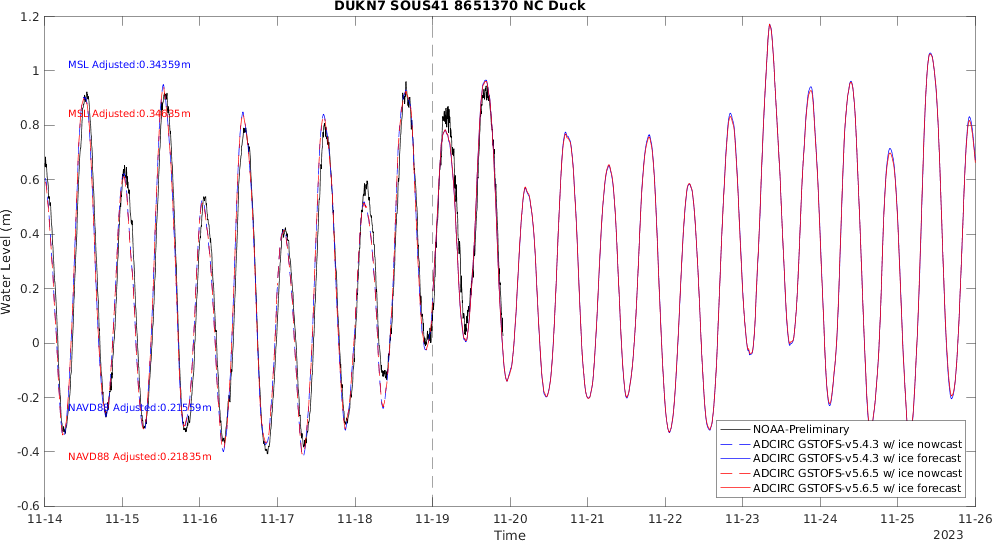 DUKN7 SOUS41 8651370 NC Duck
Water Level (m)
1.2
1
0.8
0.6
0.4
0.2
0
-0.2
-0.4
-0.6
MSL Adjusted:0.34359m
MSL Adjusted:0.34635m
NAVD88 Adjusted:0.21559m
NAVD88 Adjusted:0.21835m
NOAA-Preliminary
ADCIRC GSTOFS-v5.4.3 w/ ice nowcast
ADCIRC GSTOFS-v5.4.3 w/ ice forecast
ADCIRC GSTOFS-v5.6.5 w/ ice nowcast
ADCIRC GSTOFS-v5.6.5 w/ ice forecast
11-14 11-15 11-16 11-17 11-18 11-19 11-20 11-21 11-22 11-23 11-24 11-25 11-26
Time
2023